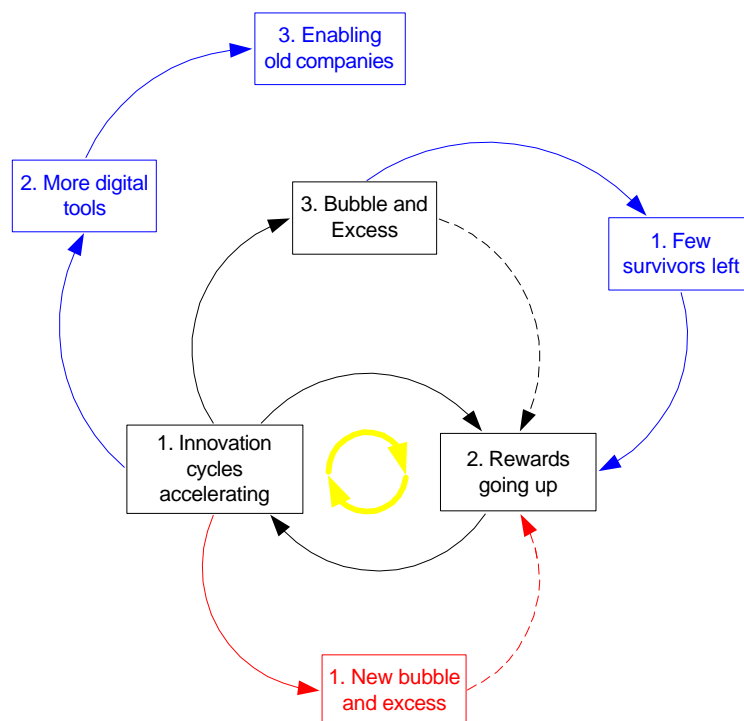 3. Enabling
old companies
2. More digital
tools
3. Bubble and
Excess
1. Few
survivors left
1. Innovation
cycles
accelerating
2. Rewards
going up
1. New bubble
and excess